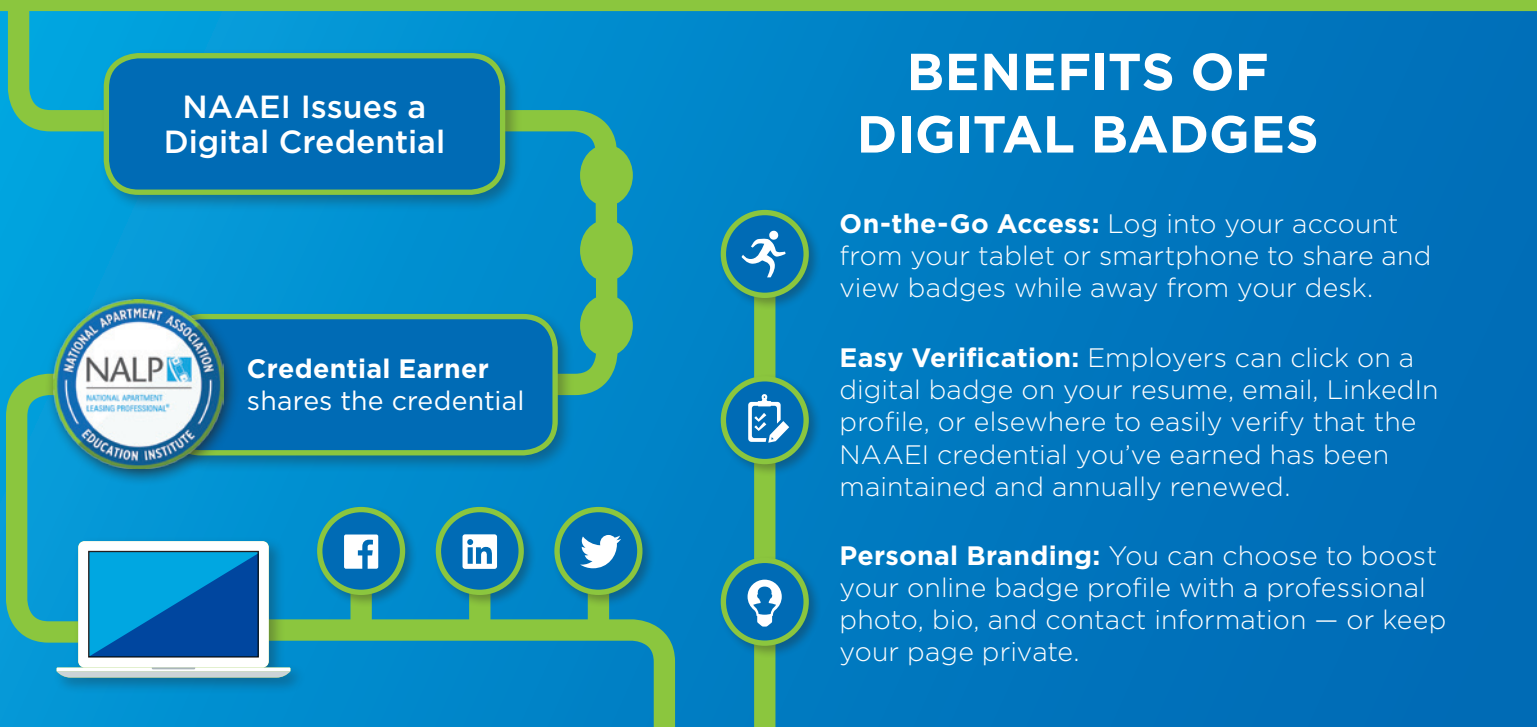 NAAEI Issues a
Digital Credential
NATIONAL APARTMENT ASSOCIATION
NALP
NATIONAL APARTMENT
LEASING PROFESSIONAL®
EDUCATION INSTITUTE
Credential Earner
shares the credential
f
in
BENEFITS OF
DIGITAL BADGES
On-the-Go Access: Log into your account
from your tablet or smartphone to share and
view badges while away from your desk.
Easy Verification: Employers can click on a
digital badge on your resume, email, LinkedIn
profile, or elsewhere to easily verify that the
NAAEI credential you’ve earned has been
maintained and annually renewed.
Personal Branding: You can choose to boost
your online badge profile with a professional
photo, bio, and contact information — or keep
your page private.